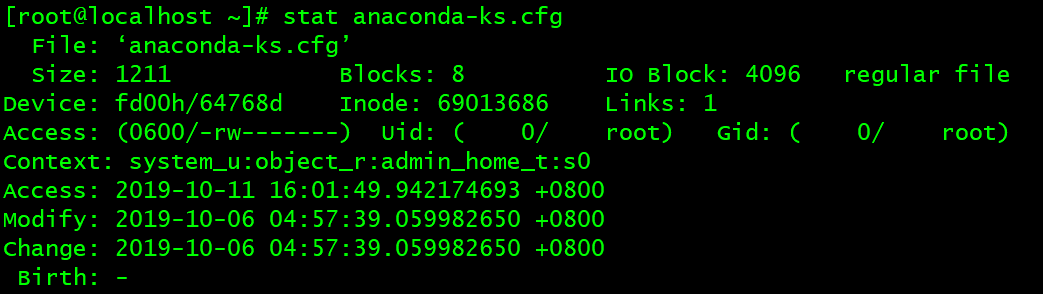 [root@localhost ~]# stat anaconda-ks.cfg
  File: ‘anaconda-ks.cfg’
  Size: 1211            Blocks: 8          IO Block: 4096   regular file
Device: fd00h/64768d    Inode: 69013686    Links: 1
Access: (0600/-rw-------)  Uid: (    0/    root)   Gid: (    0/    root)
Context: system_u:object_r:admin_home_t:s0
Access: 2019-10-11 16:01:49.942174693 +0800
Modify: 2019-10-06 04:57:39.059982650 +0800
Change: 2019-10-06 04:57:39.059982650 +0800
 Birth: -